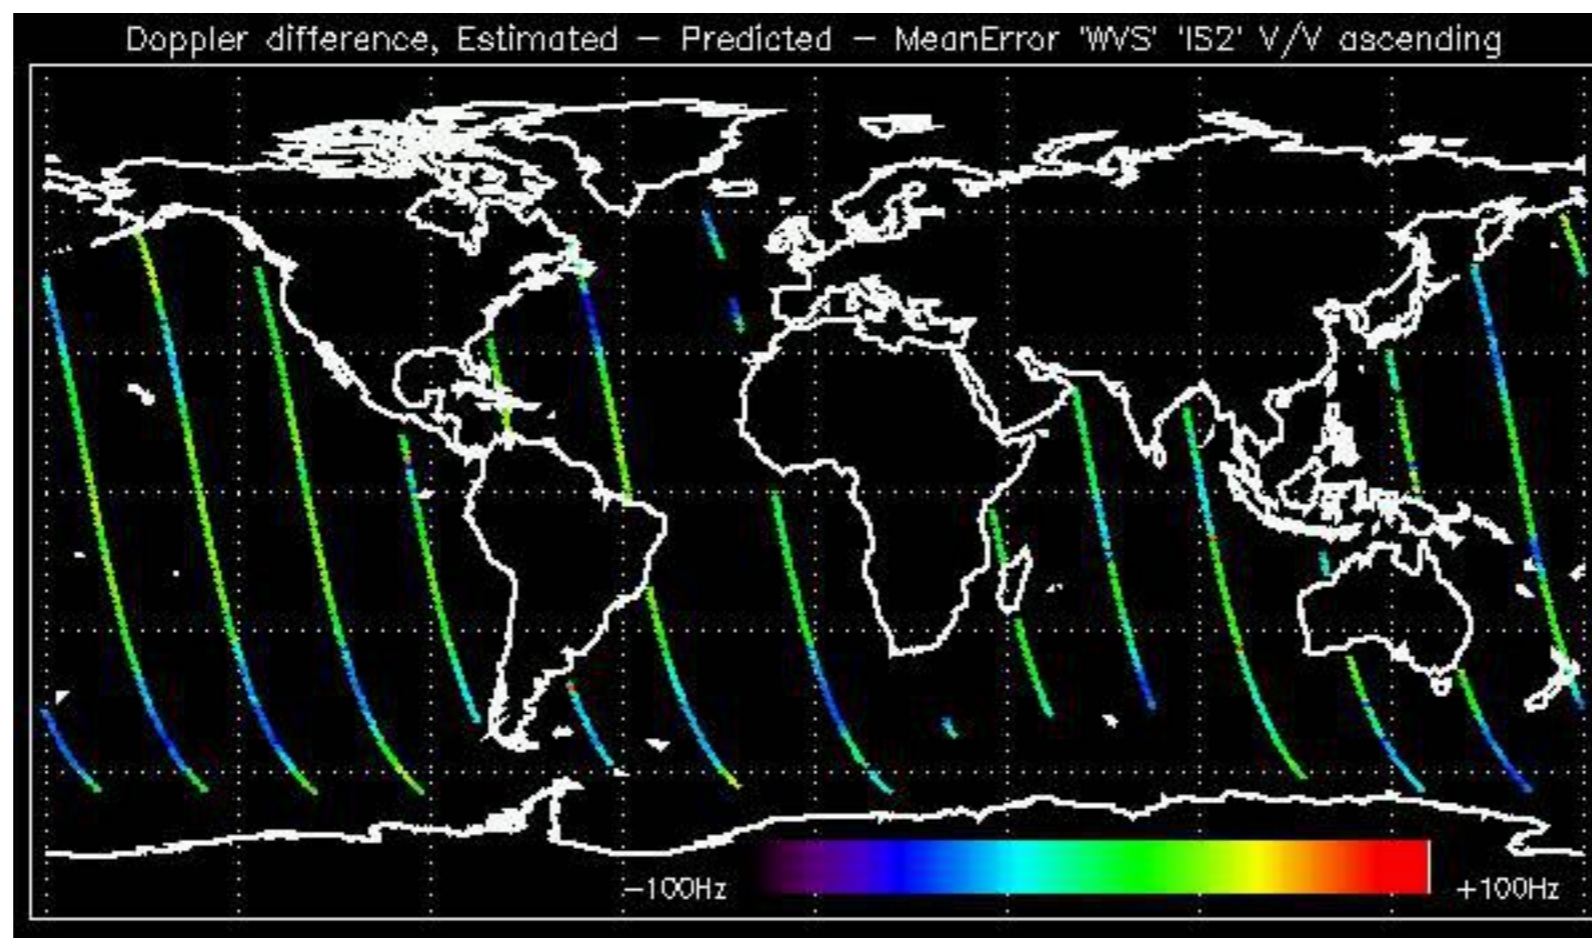 Doppler difference, Estimated - Predicted - MeanError 'WVS' 'IS2' V/V ascending
-100Hz
+100Hz